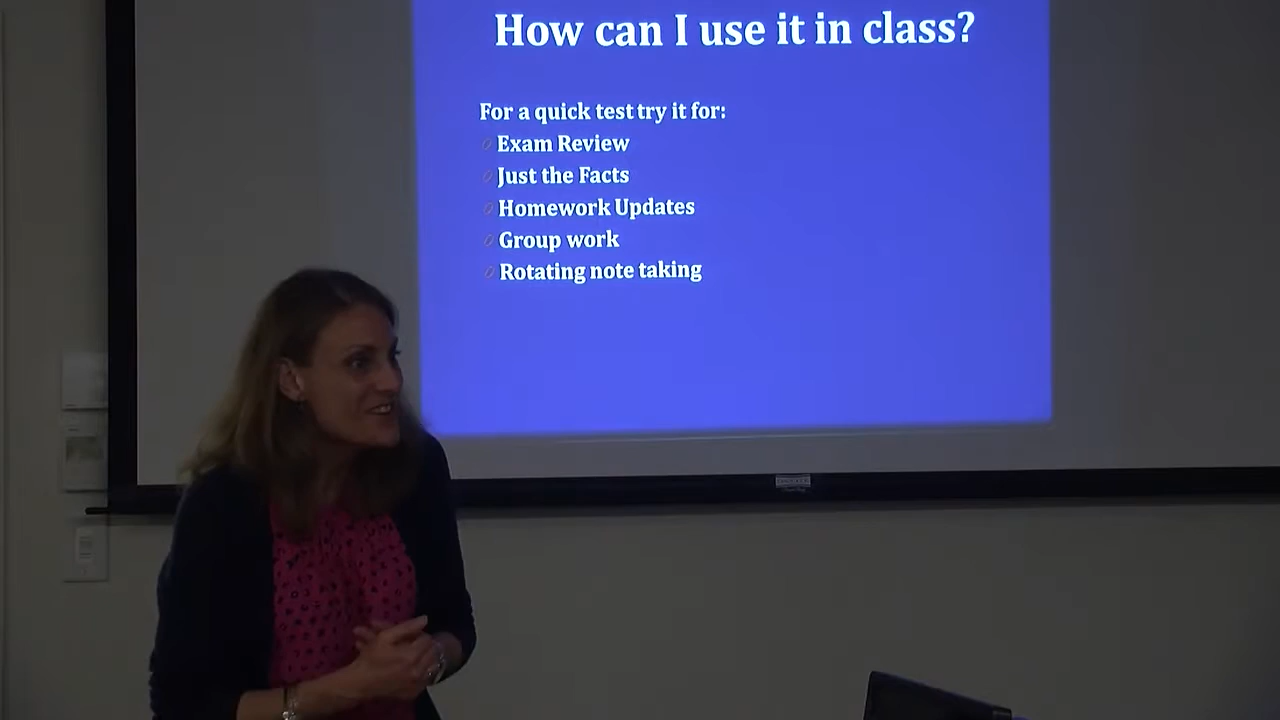 How can I use it in class?
For a quick test try it for:
Exam Review
Just the Facts
Homework Updates
Group work
Rotating note taking